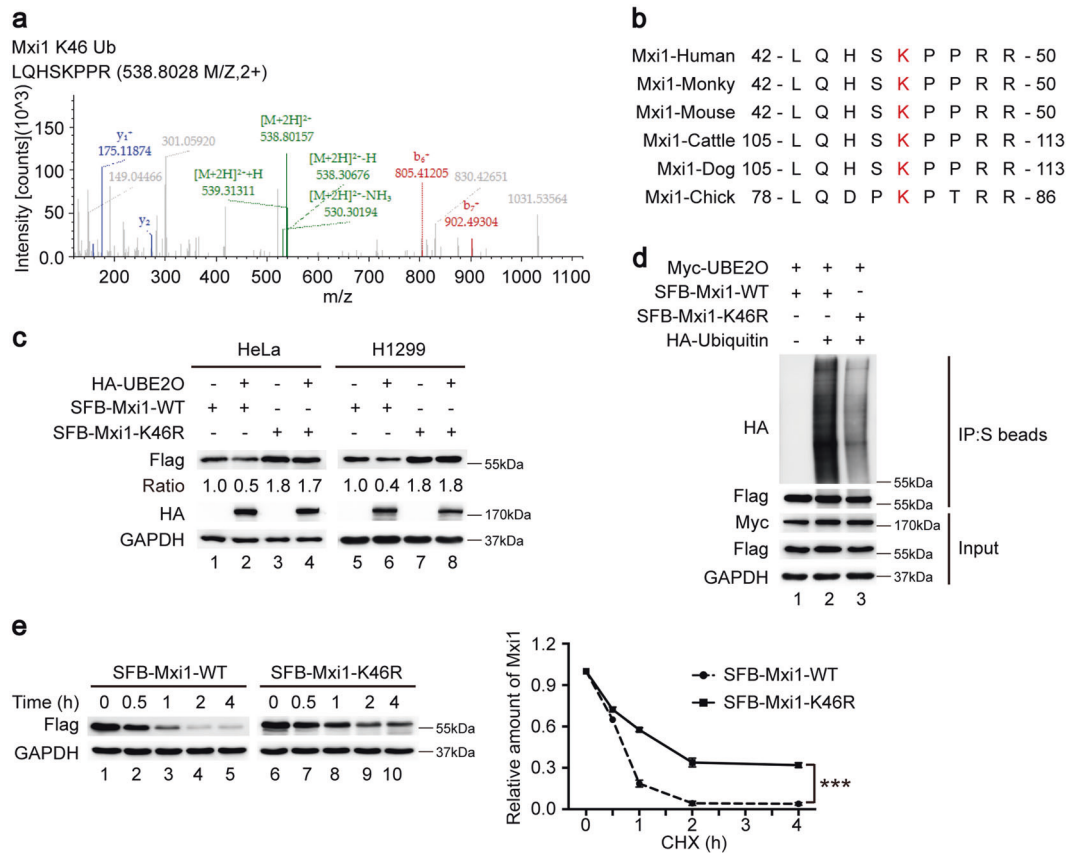 a
Mxi1 K46 Ub
LQHSKPPR (538.8028 M/Z,2+)
Intensity [counts](10^3)
150
100
50
0.0
y₁⁻
175.11874
149.04466
301.05920
y₂
[M+2H]²⁻
538.80157
[M+2H]²⁻+H
539.31311
[M+2H]²⁻-H
538.30676
[M+2H]²⁻-NH₃
530.30194
b₆⁻
805.41205
830.42651
b₇⁻
902.49304
1031.53564
200 300 400 500 600 700 800 900 1000 1100
m/z
b
Mxi1-Human 42 - L Q H S K P P R R - 50
Mxi1-Monky 42 - L Q H S K P P R R - 50
Mxi1-Mouse 42 - L Q H S K P P R R - 50
Mxi1-Cattle 105 - L Q H S K P P R R - 113
Mxi1-Dog 105 - L Q H S K P P R R - 113
Mxi1-Chick 78 - L Q D P K P T R R - 86
c
HeLa H1299
HA-UBE2O - + - + - + - +
SFB-Mxi1-WT + + - - + + - -
SFB-Mxi1-K46R - - + + - - + +
Flag 55kDa 55kDa
Ratio 1.0 0.5 1.8 1.7 1.0 0.4 1.8 1.8
HA 170kDa 170kDa
GAPDH 37kDa 37kDa
1 2 3 4 5 6 7 8
d
Myc-UBE2O + + +
SFB-Mxi1-WT + + -
SFB-Mxi1-K46R - - +
HA-Ubiquitin - + +
HA
55kDa
Flag 55kDa
IP:S beads
Myc 170kDa
Flag 55kDa
GAPDH 37kDa
Input
1 2 3
e
SFB-Mxi1-WT SFB-Mxi1-K46R
Time (h) 0 0.5 1 2 4 0 0.5 1 2 4
Flag 55kDa
GAPDH 37kDa
1 2 3 4 5 6 7 8 9 10
Relative amount of Mxi1
1.2
0.9
0.6
0.3
0.0
SFB-Mxi1-WT
SFB-Mxi1-K46R
***
0 1 2 3 4
CHX (h)